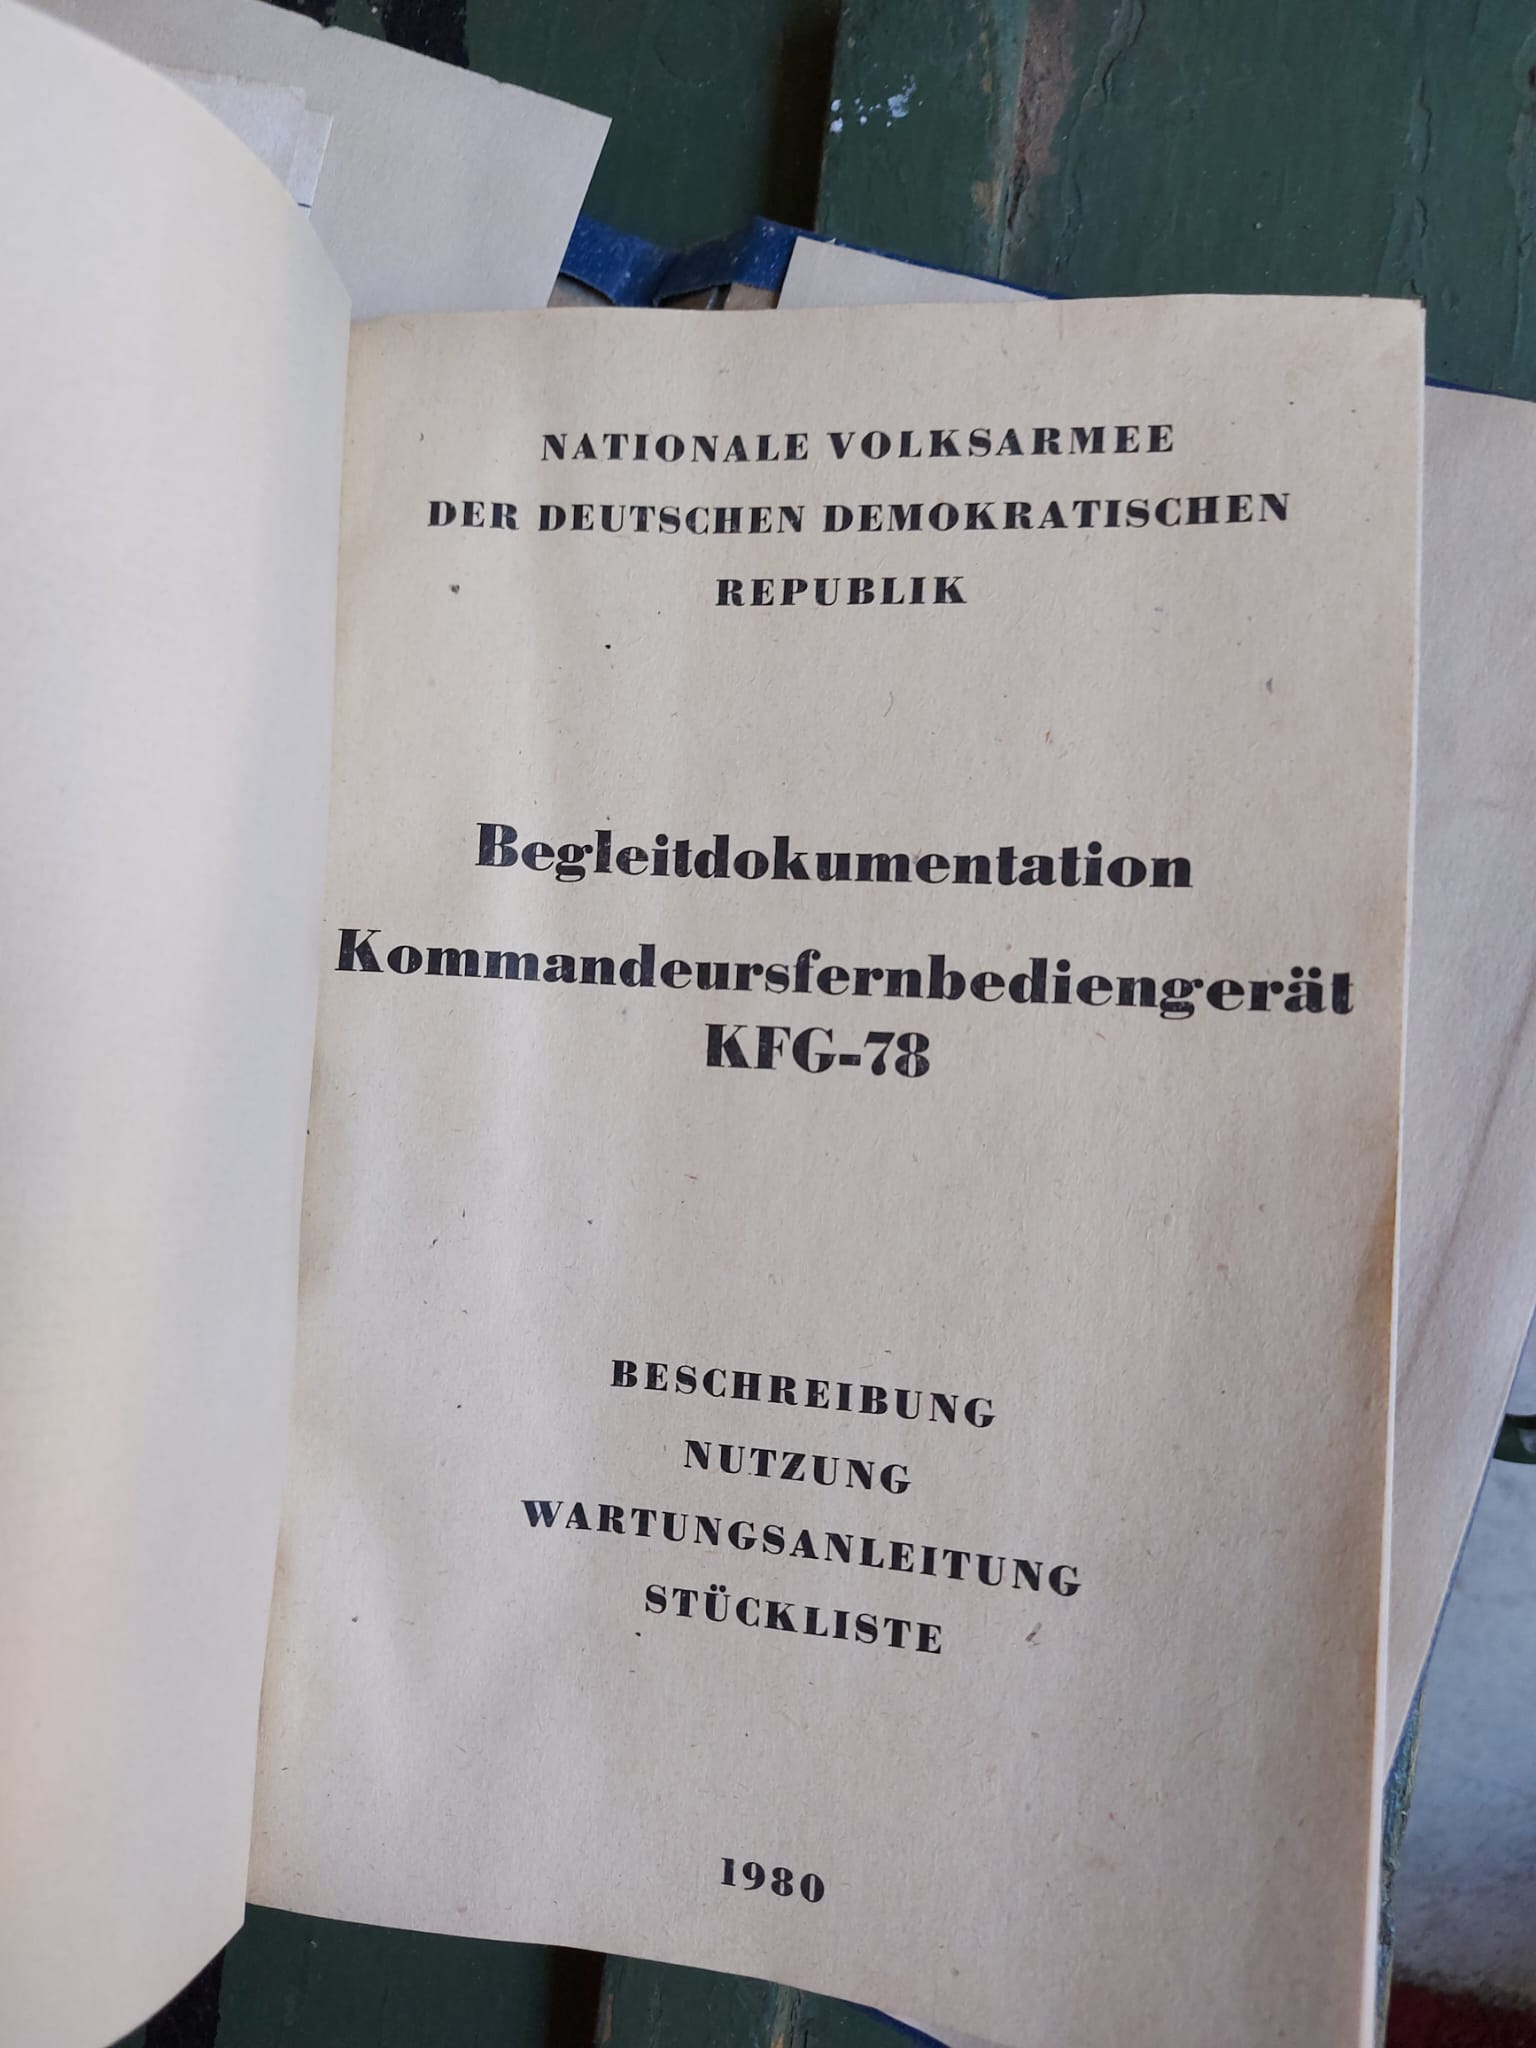 NATIONALE VOLKSARMEE
DER DEUTSCHEN DEMOKRATISCHEN
REPUBLIK
Begleitdokumentation
Kommandeursfernbediengerät
KFG-78
BESCHREIBUNG
NUTZUNG
WARTUNGSANLEITUNG
STÜCKLISTE
1980